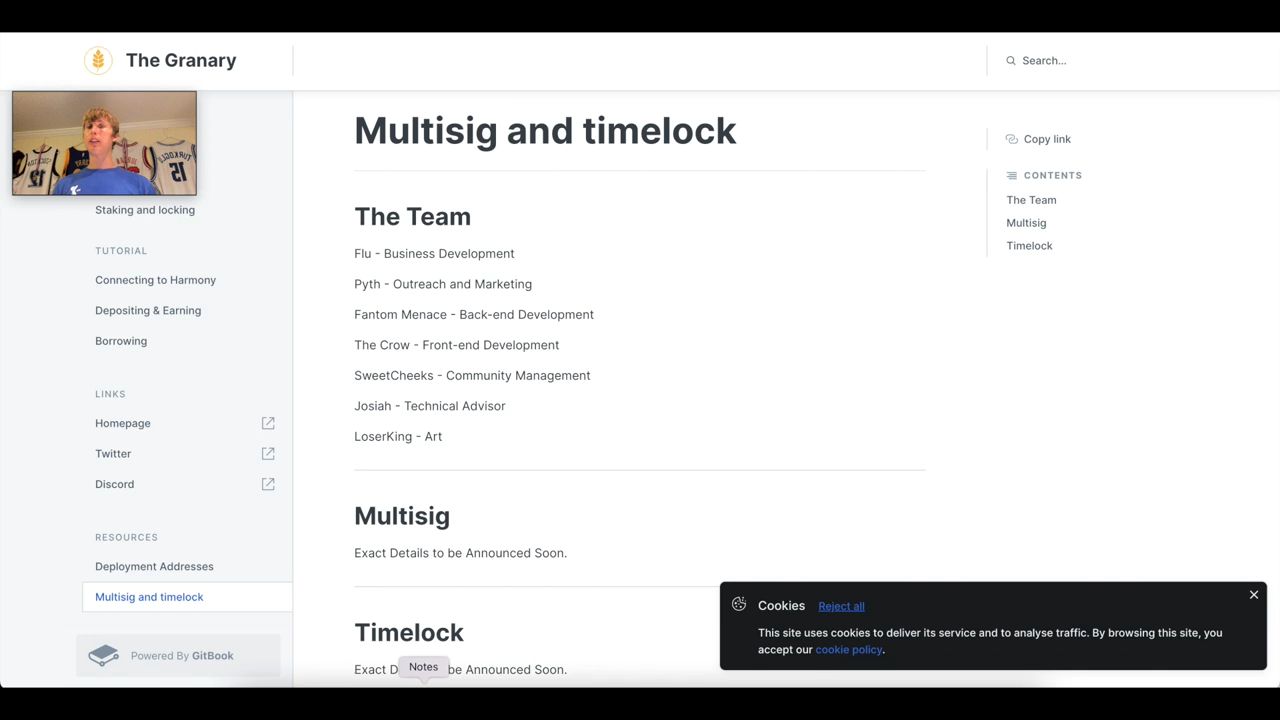 The Granary
Search...
Staking and locking
TUTORIAL
Connecting to Harmony
Depositing & Earning
Borrowing
LINKS
Homepage
Twitter
Discord
RESOURCES
Deployment Addresses
Multisig and timelock
Powered By GitBook
Multisig and timelock
The Team
Flu - Business Development
Pyth - Outreach and Marketing
Fantom Menace - Back-end Development
The Crow - Front-end Development
SweetCheeks - Community Management
Josiah - Technical Advisor
LoserKing - Art
Multisig
Exact Details to be Announced Soon.
Timelock
Exact D be Announced Soon.
Notes
Copy link
CONTENTS
The Team
Multisig
Timelock
Cookies Reject all
This site uses cookies to deliver its service and to analyse traffic. By browsing this site, you
accept our cookie policy.